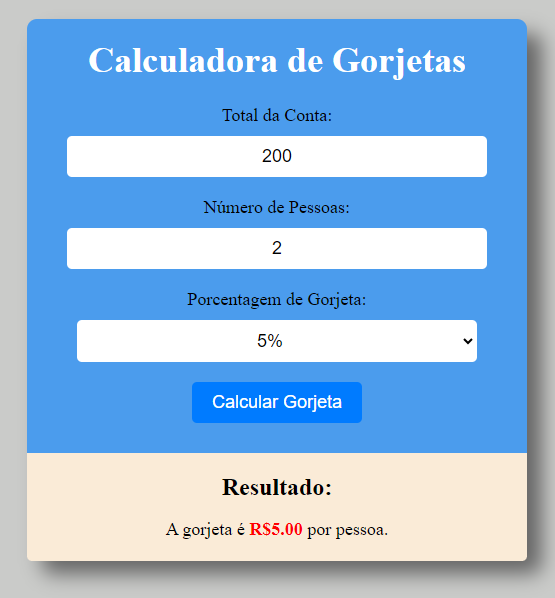 Calculadora de Gorjetas
Total da Conta:
200
Número de Pessoas:
2
Porcentagem de Gorjeta:
5%
Calcular Gorjeta
Resultado:
A gorjeta é R$5.00 por pessoa.